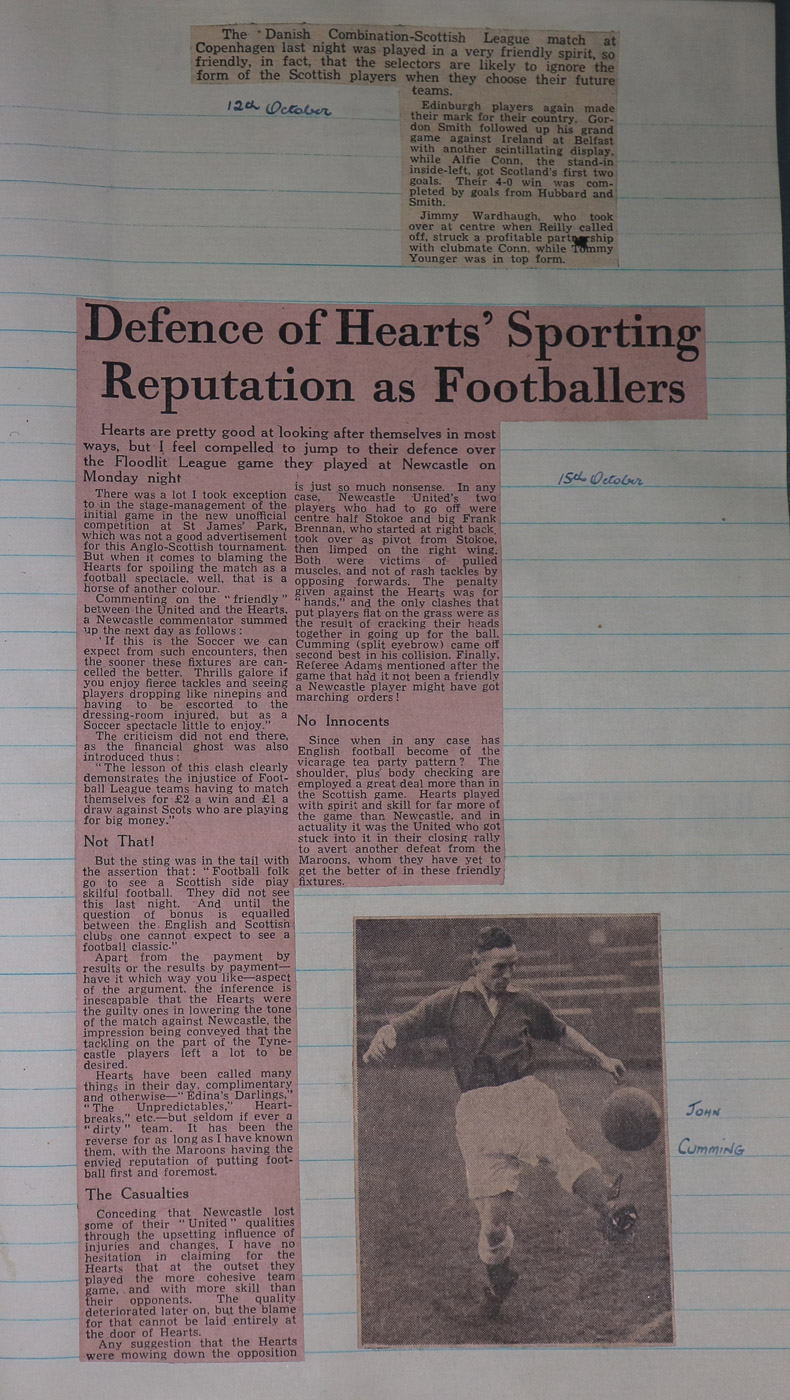 The Danish Combination-Scottish League match at
Copenhagen last night was played in a very friendly spirit, so
friendly, in fact, that the selectors are likely to ignore the
form of the Scottish players when they choose their future
teams.
Edinburgh players again made
their mark for their country. Gor-
don Smith followed up his grand
game against Ireland at Belfast
with another scintillating display,
while Alfie Conn, the stand-in
inside-left, got Scotland's first two
goals. Their 4-0 win was com-
pleted by goals from Hubbard and
Smith.
Jimmy Wardhaugh, who took
over at centre when Reilly called
off, struck a profitable partnership
with clubmate Conn, while Tommy
Younger was in top form.
12th October
Defence of Hearts' Sporting
Reputation as Footballers
Hearts are pretty good at looking after themselves in most
ways, but I feel compelled to jump to their defence over
the Floodlit League game they played at Newcastle on
Monday night
There was a lot I took exception
to in the stage-management of the
initial game in the new unofficial
competition at St James' Park,
which was not a good advertisement
for this Anglo-Scottish tournament.
But when it comes to blaming the
Hearts for spoiling the match as a
football spectacle, well, that is a
horse of another colour.
Commenting on the "friendly"
between the United and the Hearts,
a Newcastle commentator summed
up the next day as follows:
"If this is the Soccer we can
expect from such encounters, then
the sooner these fixtures are can-
celled the better. Thrills galore if
you enjoy fierce tackles and seeing
players dropping like ninepins and
having to be escorted to the
dressing-room injured, but as a
Soccer spectacle little to enjoy."
The criticism did not end there,
as the financial ghost was also
introduced thus:
"The lesson of this clash clearly
demonstrates the injustice of Foot-
ball League teams having to match
themselves for £2 a win and £1 a
draw against Scots who are playing
for big money."
Not That!
But the sting was in the tail with
the assertion that: "Football folk
go to see a Scottish side play
skilful football. They did not see
this last night. And until the
question of bonus is equalled
between the English and Scottish
clubs one cannot expect to see a
football classic."
Apart from the payment by
results or the results by payment—
have it which way you like—aspect
of the argument, the inference is
inescapable that the Hearts were
the guilty ones in lowering the tone
of the match against Newcastle, the
impression being conveyed that the
tackling on the part of the Tyne-
castle players left a lot to be
desired.
Hearts have been called many
things in their day, complimentary
and otherwise—"Edina's Darlings,"
"The Unpredictables," Heart-
breaks," etc.—but seldom if ever a
"dirty" team. It has been the
reverse for as long as I have known
them, with the Maroons having the
envied reputation of putting foot-
ball first and foremost.
The Casualties
Conceding that Newcastle lost
some of their "United" qualities
through the upsetting influence of
injuries and changes, I have no
hesitation in claiming for the
Hearts that at the outset they
played the more cohesive team
game, and with more skill than
their opponents. The quality
deteriorated later on, but the blame
for that cannot be laid entirely at
the door of Hearts.
Any suggestion that the Hearts
were mowing down the opposition
is just so much nonsense. In any
case, Newcastle United's two
players who had to go off were
centre half Stokoe and big Frank
Brennan, who started at right back,
took over as pivot from Stokoe,
then limped on the right wing.
Both were victims of pulled
muscles, and not of rash tackles by
opposing forwards. The penalty
given against the Hearts was for
"hands," and the only clashes that
put players flat on the grass were as
the result of cracking their heads
together in going up for the ball.
Cumming (split eyebrow) came off
second best in his collision. Finally,
Referee Adams mentioned after the
game that had it not been a friendly
a Newcastle player might have got
marching orders!
No Innocents
Since when in any case has
English football become of the
vicarage tea party pattern? The
shoulder, plus body checking are
employed a great deal more than in
the Scottish game. Hearts played
with spirit and skill for far more of
the game than Newcastle, and in
actuality it was the United who got
stuck into it in their closing rally
to avert another defeat from the
Maroons, whom they have yet to
get the better of in these friendly
fixtures.
15th October
JOHN
CUMMING